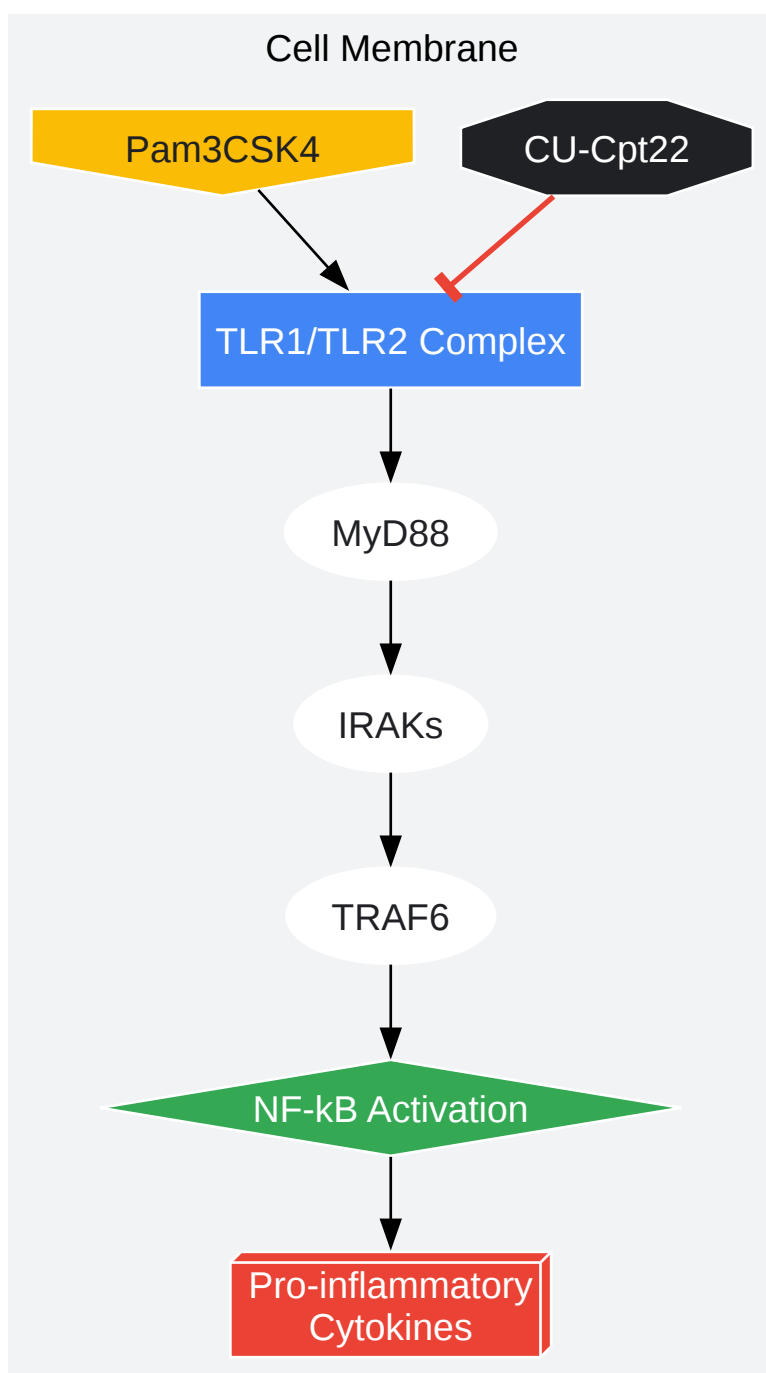 Cell Membrane
Pam3CSK4
CU-Cpt22
TLR1/TLR2 Complex
MyD88
IRAKs
TRAF6
NF-kB Activation
Pro-inflammatory
Cytokines